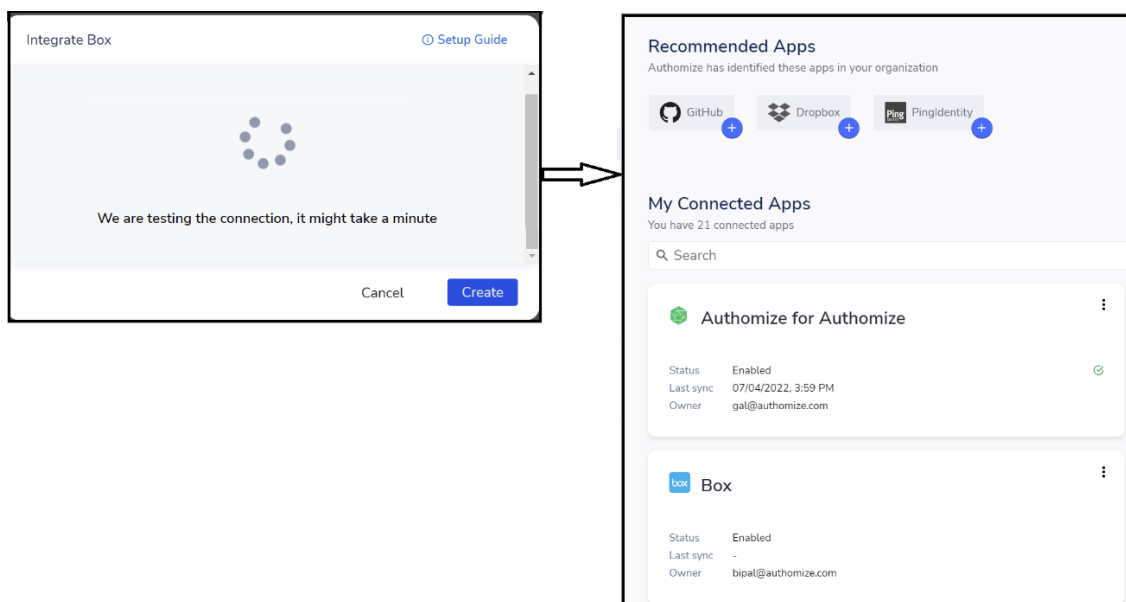 Integrate Box
Setup Guide
We are testing the connection, it might take a minute
Cancel
Create
Recommended Apps
Authomize has identified these apps in your organization
GitHub
Dropbox
Ping PingIdentity
My Connected Apps
You have 21 connected apps
Search
Authomize for Authomize
Status Enabled
Last sync 07/04/2022, 3:59 PM
Owner gal@authomize.com
box Box
Status Enabled
Last sync -
Owner bipal@authomize.com